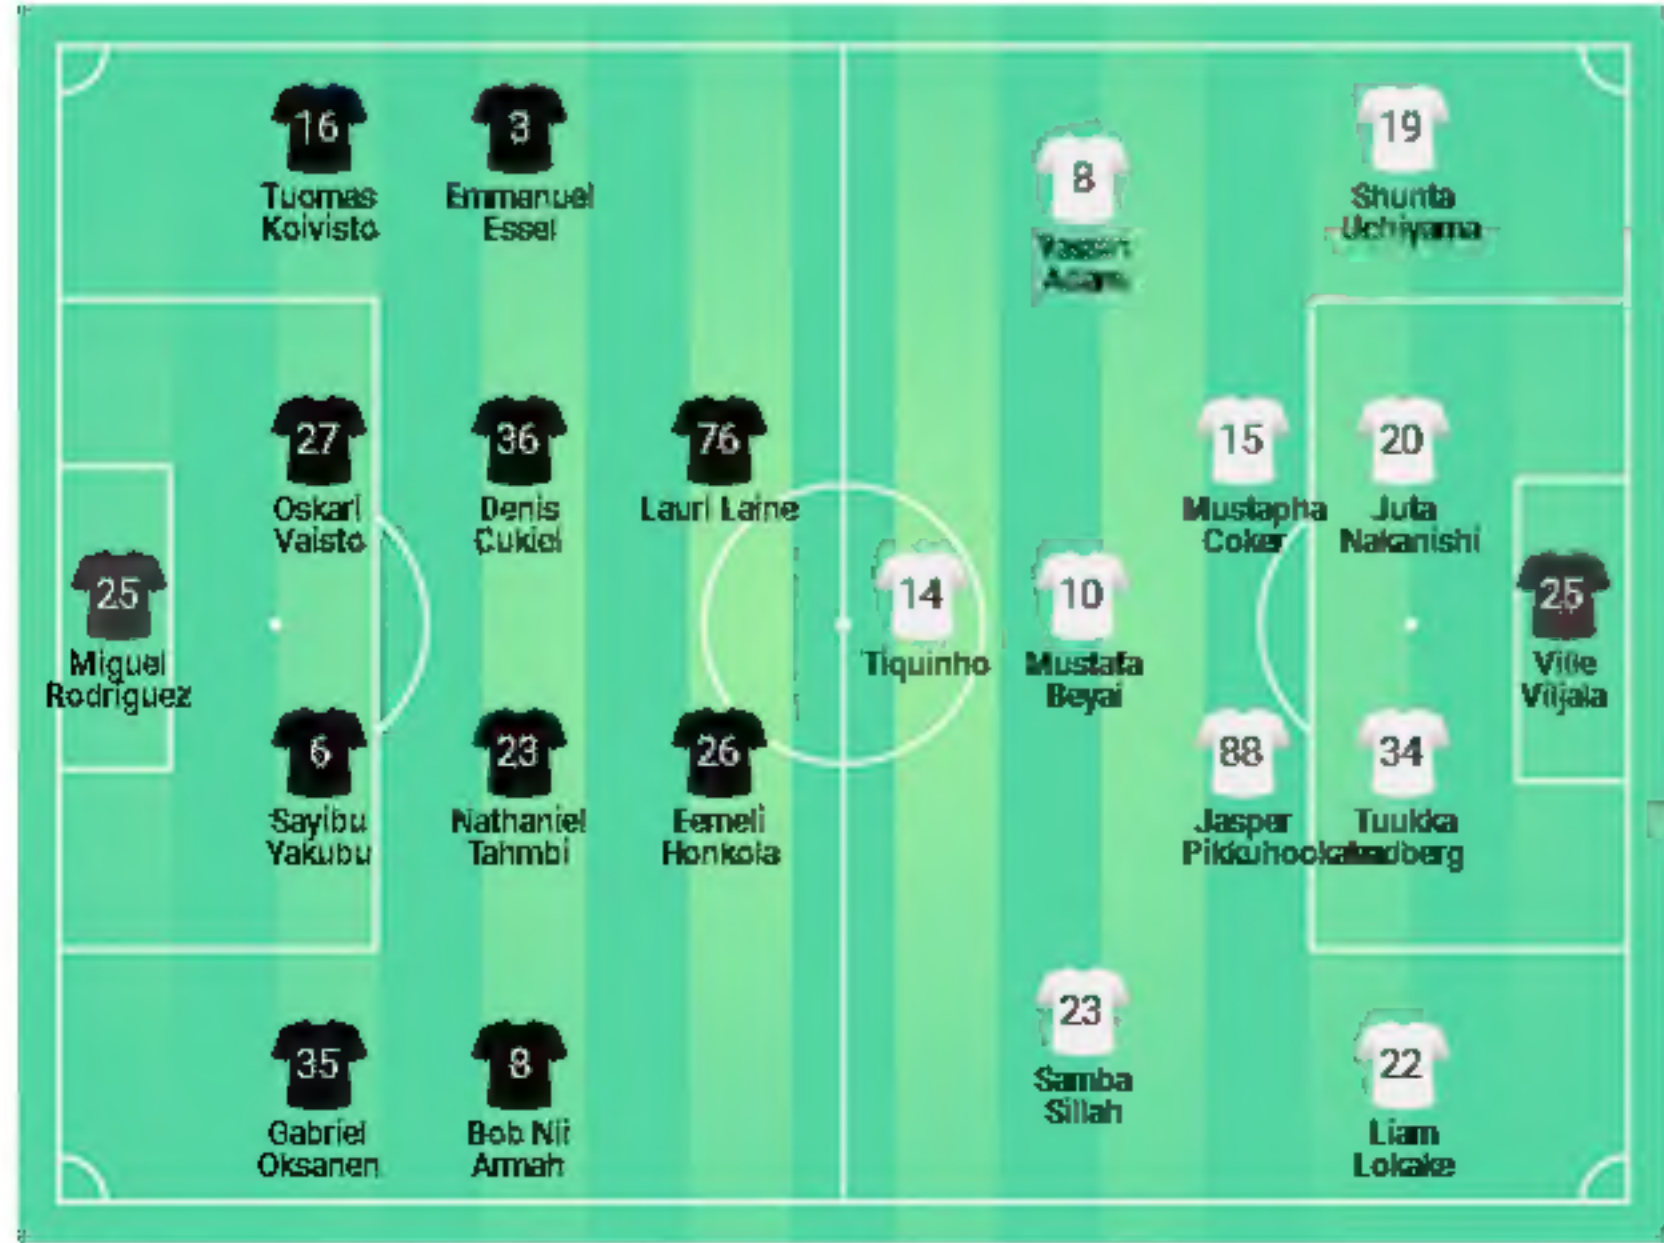 16
Tuomas
Koivisto
3
Emmanuel
Essel
8
Adam
19
Shunta
Uchiyama
27
Oskari
Vaisto
36
Denis
Cukici
76
Lauri Laine
15
Mustapha
Coker
20
Juta
Nakanishi
25
Miguel
Rodriguez
14
Tiquinho
10
Mustafa
Beyai
25
Ville
Viljala
6
Sayibu
Yakubu
23
Nathaniel
Tahmbi
26
Eemeli
Honkola
88
Jasper
34
Tuukka
35
Gabriel
Oksanen
8
Bob Nii
Armah
23
Samba
Sillah
22
Liam
Lokake